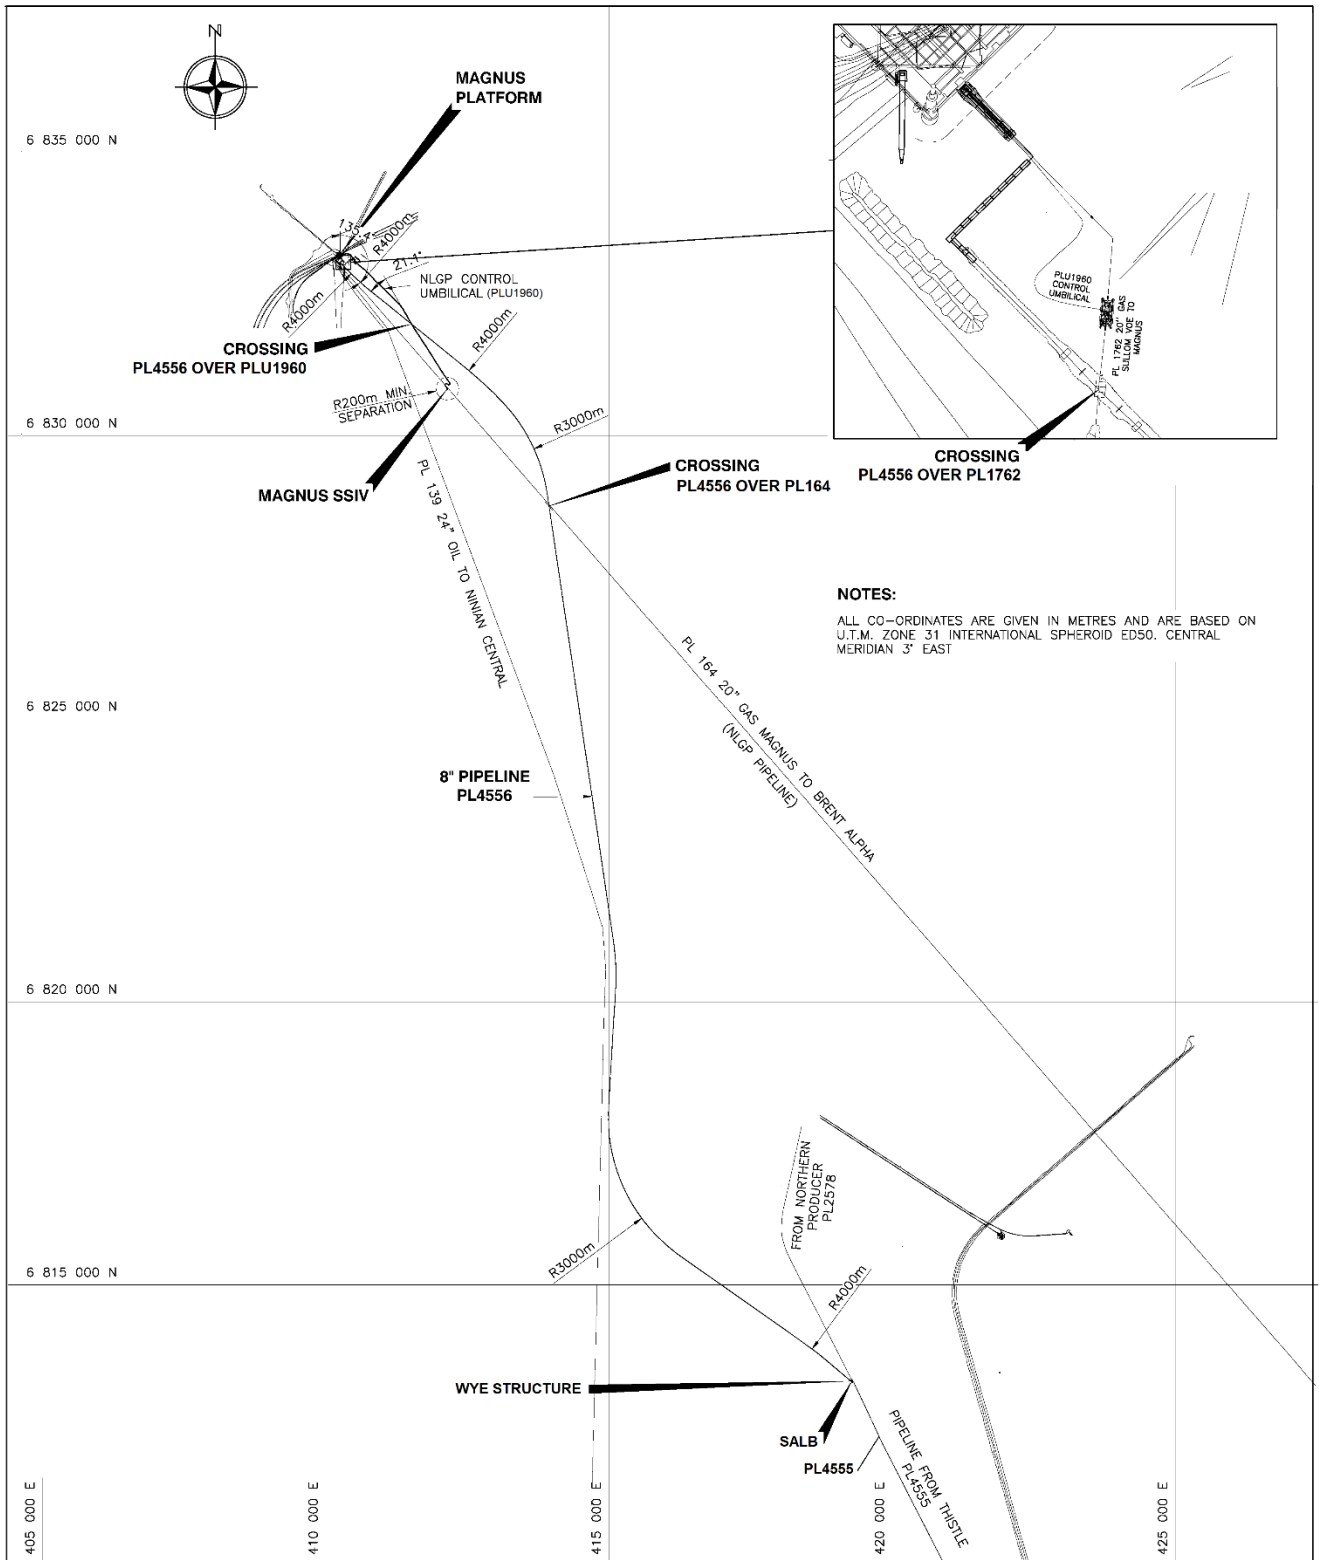 N
MAGNUS
PLATFORM
6 835 000 N
135.4°
R4000m
21.1°
NLGP CONTROL
UMBILICAL (PLU1960)
R4000m
R4000m
CROSSING
PL4556 OVER PLU1960
R200m MIN.
SEPARATION
R3000m
6 830 000 N
MAGNUS SSIV
CROSSING
PL4556 OVER PL164
PLU1960
CONTROL
UMBILICAL
PL 1762 20" GAS
SULLOM VOE TO
MAGNUS
CROSSING
PL4556 OVER PL1762
PL 139 24" OIL TO NINIAN CENTRAL
NOTES:
ALL CO-ORDINATES ARE GIVEN IN METRES AND ARE BASED ON
U.T.M. ZONE 31 INTERNATIONAL SPHEROID ED50. CENTRAL
MERIDIAN 3° EAST
PL 164 20" GAS MAGNUS TO BRENT ALPHA
(NLGP PIPELINE)
6 825 000 N
8" PIPELINE
PL4556
6 820 000 N
FROM NORTHERN
PRODUCER
PL2578
R3000m
6 815 000 N
R4000m
WYE STRUCTURE
SALB
PL4555
PIPELINE FROM THISTLE
PL4555
405 000 E
410 000 E
415 000 E
420 000 E
425 000 E